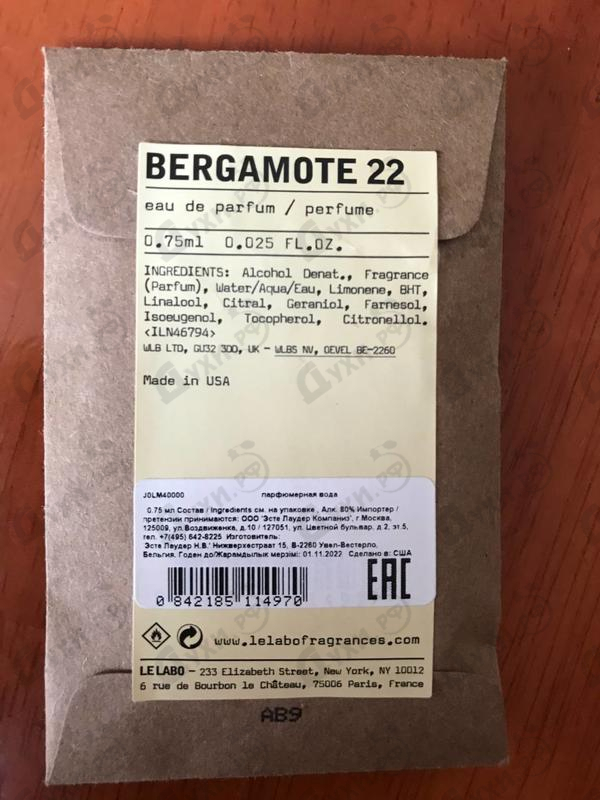 BERGAMOTE 22
eau de parfum / perfume
0.75ml 0.025 FL.OZ.
INGREDIENTS: Alcohol Denat., Fragrance
(Parfum), Water/Aqua/Eau, Limonene, BHT,
Linalool, Citral, Geraniol, Farnesol,
Isoeugenol, Tocopherol, Citronellol.
<ILN46794>
WLB LTD, GU32 3DD, UK - WLBS NV, OEVEL BE-2260
Made in USA
J0LM40000 парфюмерная вода
0.75 мл Состав / Ingredients см. на упаковке, Алк. 80% Импортер /
претензии принимаются: ООО "Эсте Лаудер Компаниз", г.Москва,
125009, ул.Воздвиженка, д.10 / 127051, ул. Цветной бульвар, д.2, эт.5,
тел. +7(495) 642-8225 Изготовитель:
Эсте Лаудер Н.В." Нижверхестраат 15, В-2260 Увел-Вестерло,
Бельгия. Годен до/Жарамдылык мерзімі: 01.11.2022 Сделано в: США
EAC
0 842185 114970
www.lelabofragrances.com
LE LABO - 233 Elizabeth Street, New York, NY 10012
6 rue de Bourbon le Château, 75006 Paris, France
AB9
духи.рф